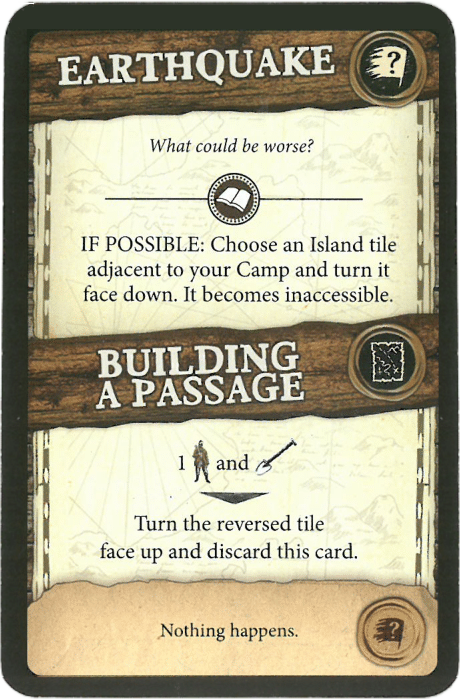 EARTHQUAKE
?
What could be worse?
IF POSSIBLE: Choose an Island tile
adjacent to your Camp and turn it
face down. It becomes inaccessible.
BUILDING
A PASSAGE
1 and
Turn the reversed tile
face up and discard this card.
Nothing happens.
?